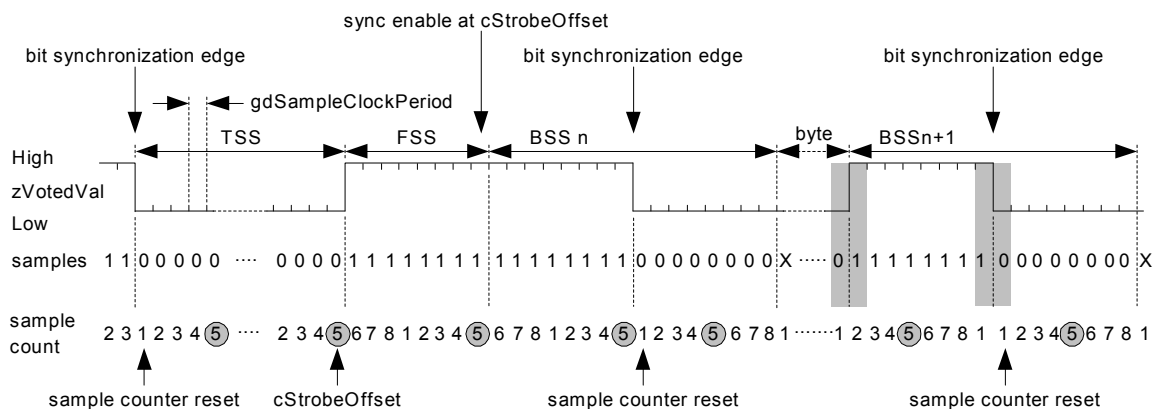 sync enable at cStrobeOffset
bit synchronization edge bit synchronization edge bit synchronization edge
gdSampleClockPeriod
TSS FSS BSS n byte BSSn+1
High
zVotedVal
Low
samples 1 1 0 0 0 0 0 ···· 0 0 0 0 1 1 1 1 1 1 1 1 1 1 1 1 1 1 1 1 0 0 0 0 0 0 0 0 X ····· 0 1 1 1 1 1 1 1 1 0 0 0 0 0 0 0 0 X
sample
count
2 3 1 2 3 4 5 ····· 2 3 4 5 6 7 8 1 2 3 4 5 6 7 8 1 2 3 4 5 1 2 3 4 5 6 7 8 1 ······· 1 2 3 4 5 6 7 8 1 1 2 3 4 5 6 7 8 1
sample counter reset cStrobeOffset sample counter reset sample counter reset